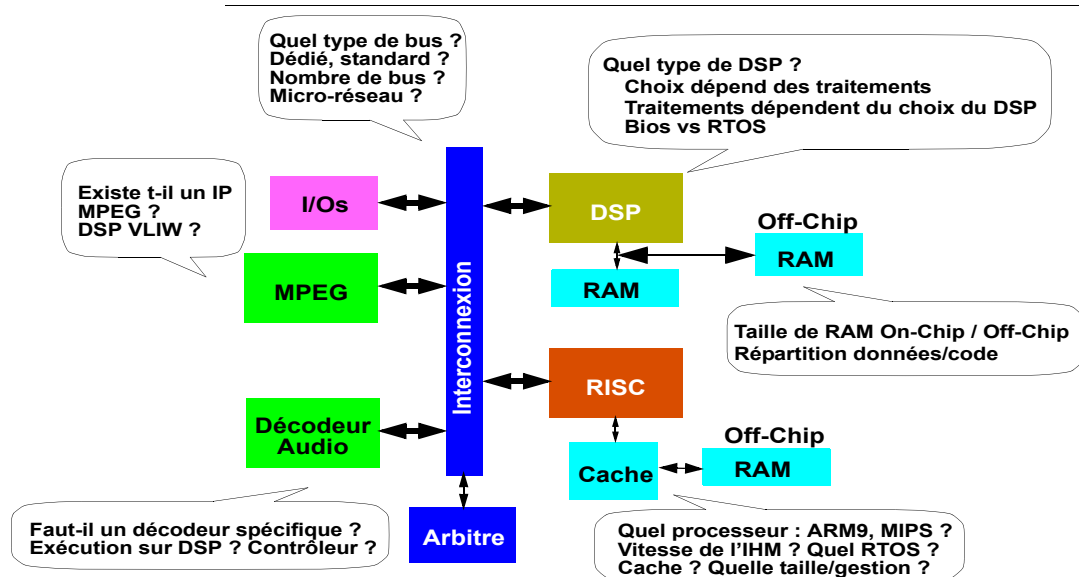 Quel type de bus ?
Dédié, standard ?
Nombre de bus ?
Micro-réseau ?
Quel type de DSP ?
Choix dépend des traitements
Traitements dépendent du choix du DSP
Bios vs RTOS
Existe t-il un IP
MPEG ?
DSP VLIW ?
I/Os
DSP
Off-Chip
RAM
RAM
MPEG
Interconnexion
Taille de RAM On-Chip / Off-Chip
Répartition données/code
RISC
Décodeur
Audio
Off-Chip
Cache
RAM
Arbitre
Faut-il un décodeur spécifique ?
Exécution sur DSP ? Contrôleur ?
Quel processeur : ARM9, MIPS ?
Vitesse de l'IHM ? Quel RTOS ?
Cache ? Quelle taille/gestion ?